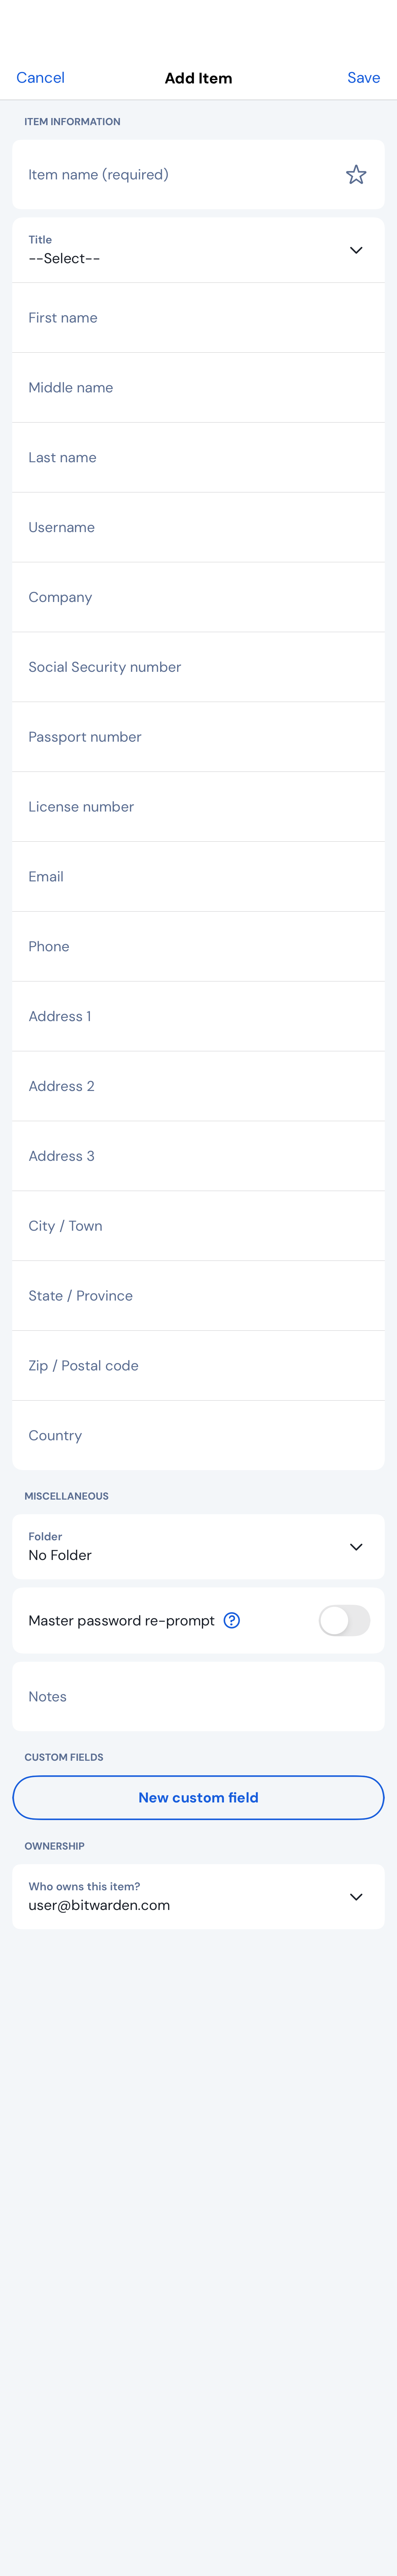 Cancel Add Item Save
ITEM INFORMATION
Item name (required)
Title
--Select--
First name
Middle name
Last name
Username
Company
Social Security number
Passport number
License number
Email
Phone
Address 1
Address 2
Address 3
City / Town
State / Province
Zip / Postal code
Country
MISCELLANEOUS
Folder
No Folder
Master password re-prompt
Notes
CUSTOM FIELDS
New custom field
OWNERSHIP
Who owns this item?
user@bitwarden.com